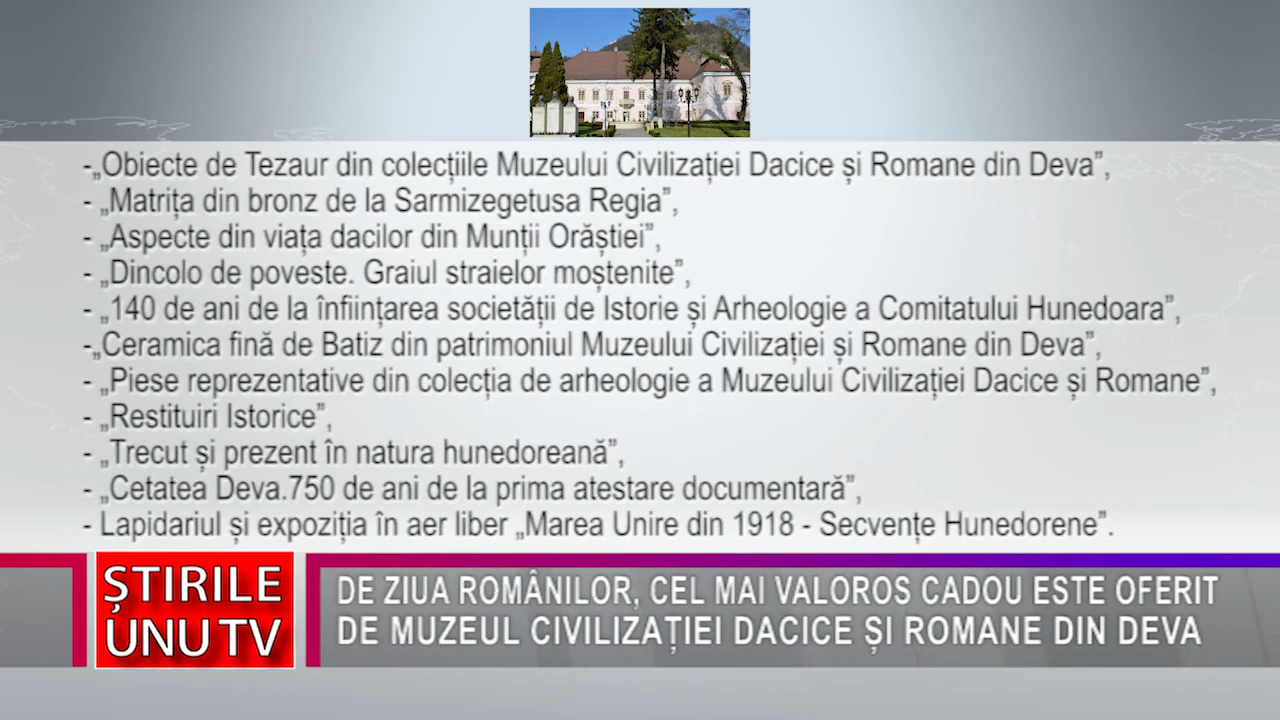 -„Obiecte de Tezaur din colecțiile Muzeului Civilizației Dacice și Romane din Deva”,
- „Matrița din bronz de la Sarmizegetusa Regia”,
- „Aspecte din viața dacilor din Munții Orăștiei”,
- „Dincolo de poveste. Graiul straielor moștenite”,
- „140 de ani de la înființarea societății de Istorie și Arheologie a Comitatului Hunedoara”,
-„Ceramica fină de Batiz din patrimoniul Muzeului Civilizației și Romane din Deva”,
- „Piese reprezentative din colecția de arheologie a Muzeului Civilizației Dacice și Romane”,
- „Restituiri Istorice”,
- „Trecut și prezent în natura hunedoreană”,
- „Cetatea Deva.750 de ani de la prima atestare documentară”,
- Lapidariul și expoziția în aer liber „Marea Unire din 1918 - Secvențe Hunedorene”.
ȘTIRILE
UNU TV
DE ZIUA ROMÂNILOR, CEL MAI VALOROS CADOU ESTE OFERIT
DE MUZEUL CIVILIZAȚIEI DACICE ȘI ROMANE DIN DEVA